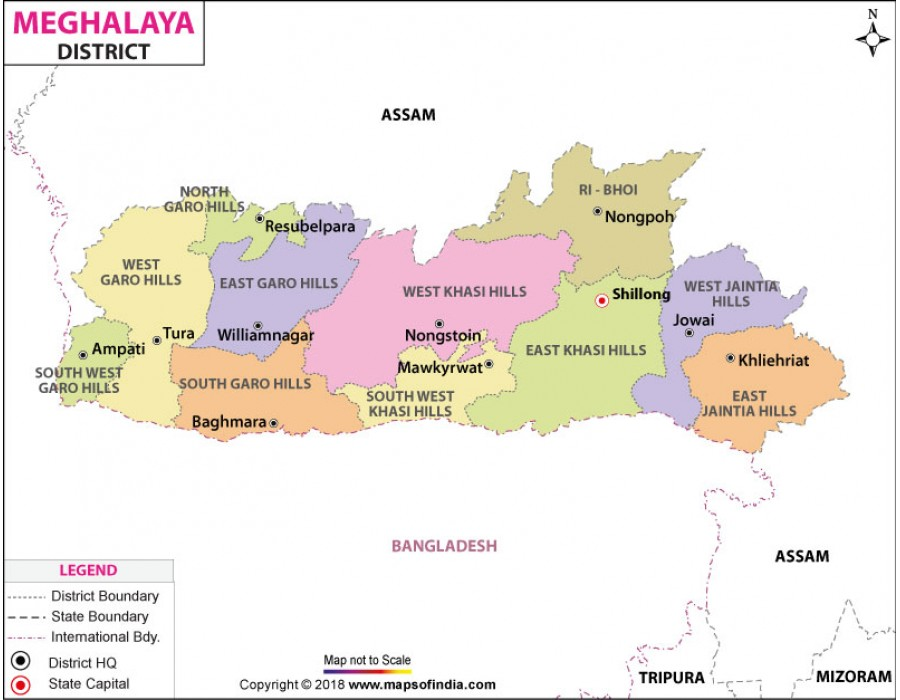 MEGHALAYA
DISTRICT
N
ASSAM
NORTH
GARO HILLS
Resubelpara
RI - BHOI
Nongpoh
WEST
GARO HILLS
EAST GARO HILLS
WEST KHASI HILLS
Shillong
WEST JAINTIA
HILLS
Jowai
Tura
Williamnagar
Nongstoin
Ampati
EAST KHASI HILLS
Khliehriat
SOUTH WEST
GARO HILLS
SOUTH GARO HILLS
Mawkyrwat
SOUTH WEST
KHASI HILLS
EAST
JAINTIA HILLS
Baghmara
BANGLADESH
ASSAM
LEGEND
District Boundary
State Boundary
International Bdy.
District HQ
State Capital
Map not to Scale
Copyright © 2018 www.mapsofindia.com
TRIPURA
MIZORAM